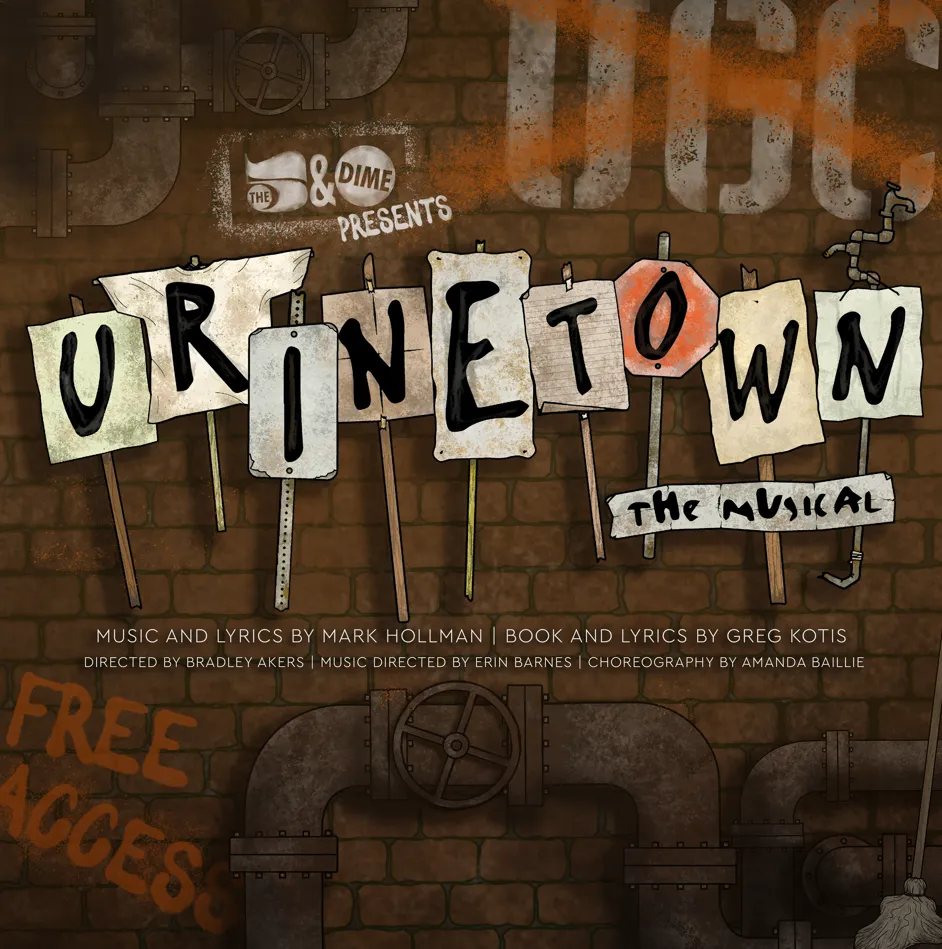 UGC
THE 5 & DIME
PRESENTS
URINETOWN
THE MUSICAL
MUSIC AND LYRICS BY MARK HOLLMAN | BOOK AND LYRICS BY GREG KOTIS
DIRECTED BY BRADLEY AKERS | MUSIC DIRECTED BY ERIN BARNES | CHOREOGRAPHY BY AMANDA BAILLIE
FREE
ACCESS